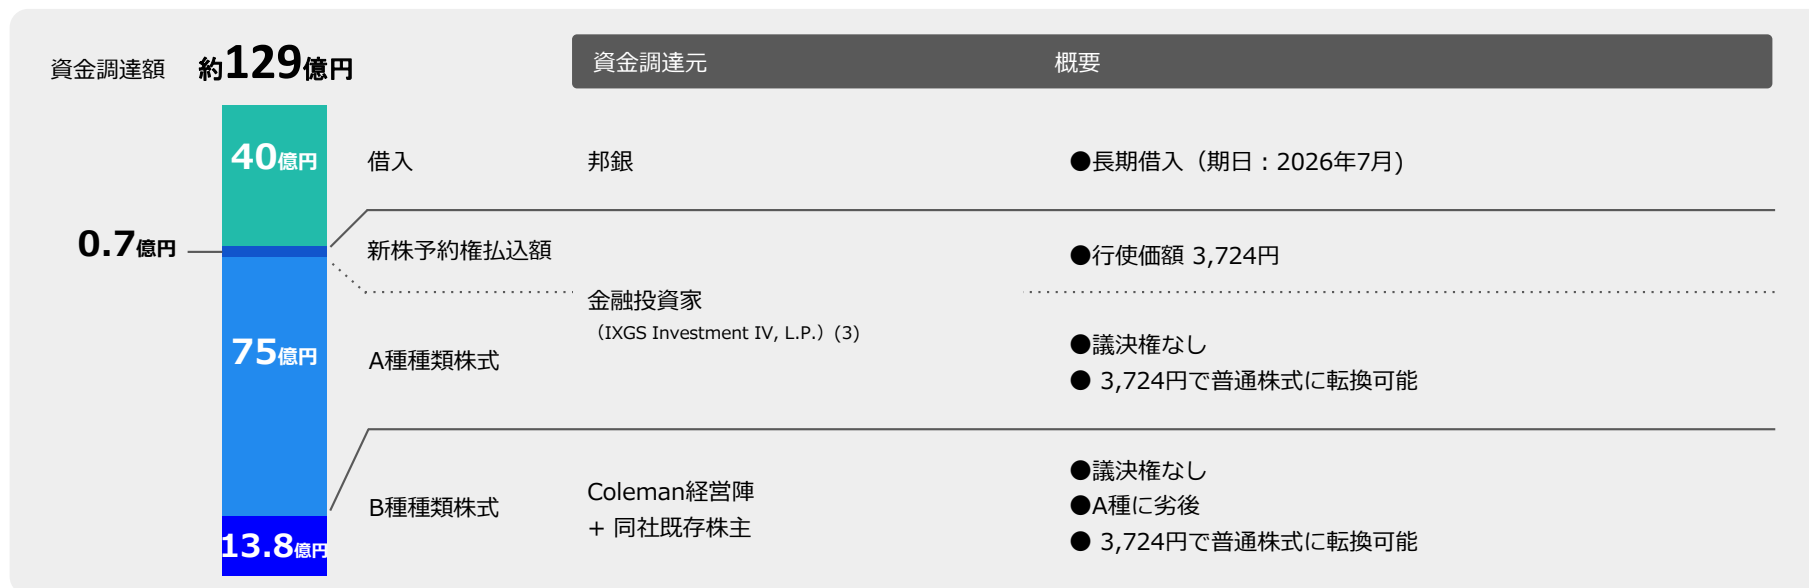 資金調達額 約129億円
資金調達元 概要
40億円 借入 邦銀 ●長期借入（期日：2026年7月)
0.7億円 新株予約権払込額 ●行使価額 3,724円
金融投資家
（IXGS Investment IV, L.P.）(3)
75億円 A種種類株式
●議決権なし
● 3,724円で普通株式に転換可能
13.8億円 B種種類株式
Coleman経営陣
+ 同社既存株主
●議決権なし
●A種に劣後
● 3,724円で普通株式に転換可能